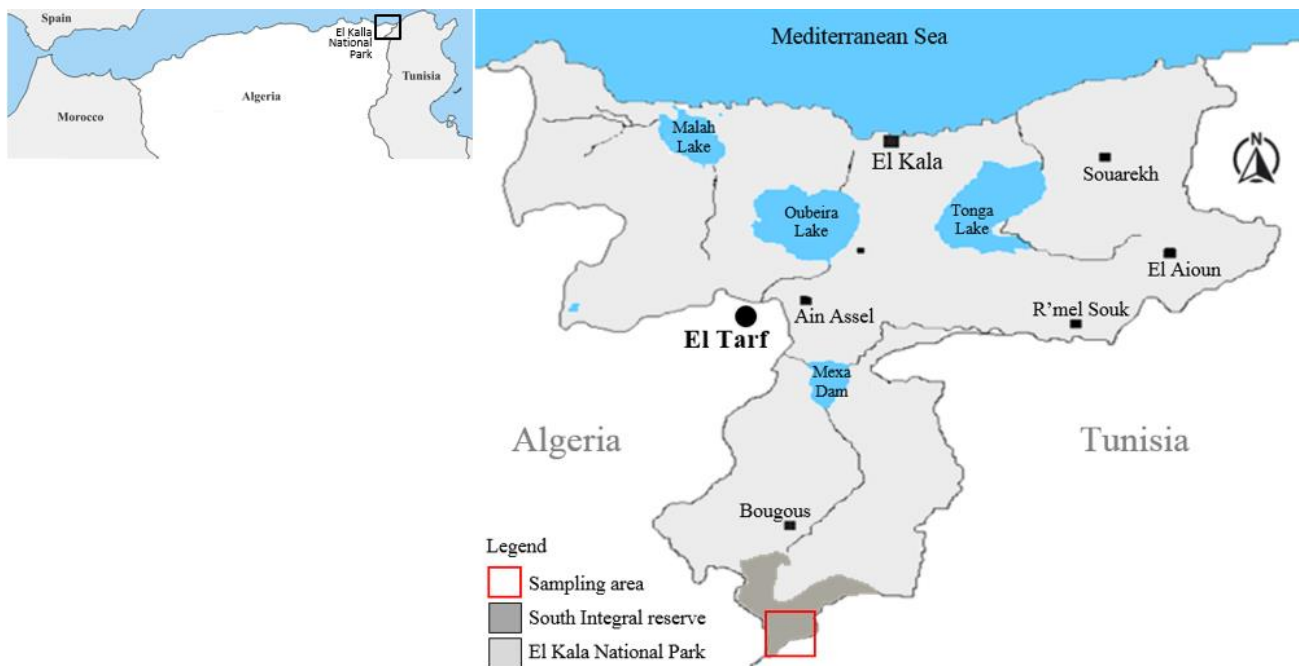 Spain
El Kalla
National
Park
Tunisia
Algeria
Morocco
Mediterranean Sea
N
Malah
Lake
El Kala
Souarekh
Oubeira
Lake
Tonga
Lake
El Aioun
Ain Assel
R'mel Souk
El Tarf
Mexa
Dam
Algeria
Tunisia
Bougous
Legend
Sampling area
South Integral reserve
El Kala National Park